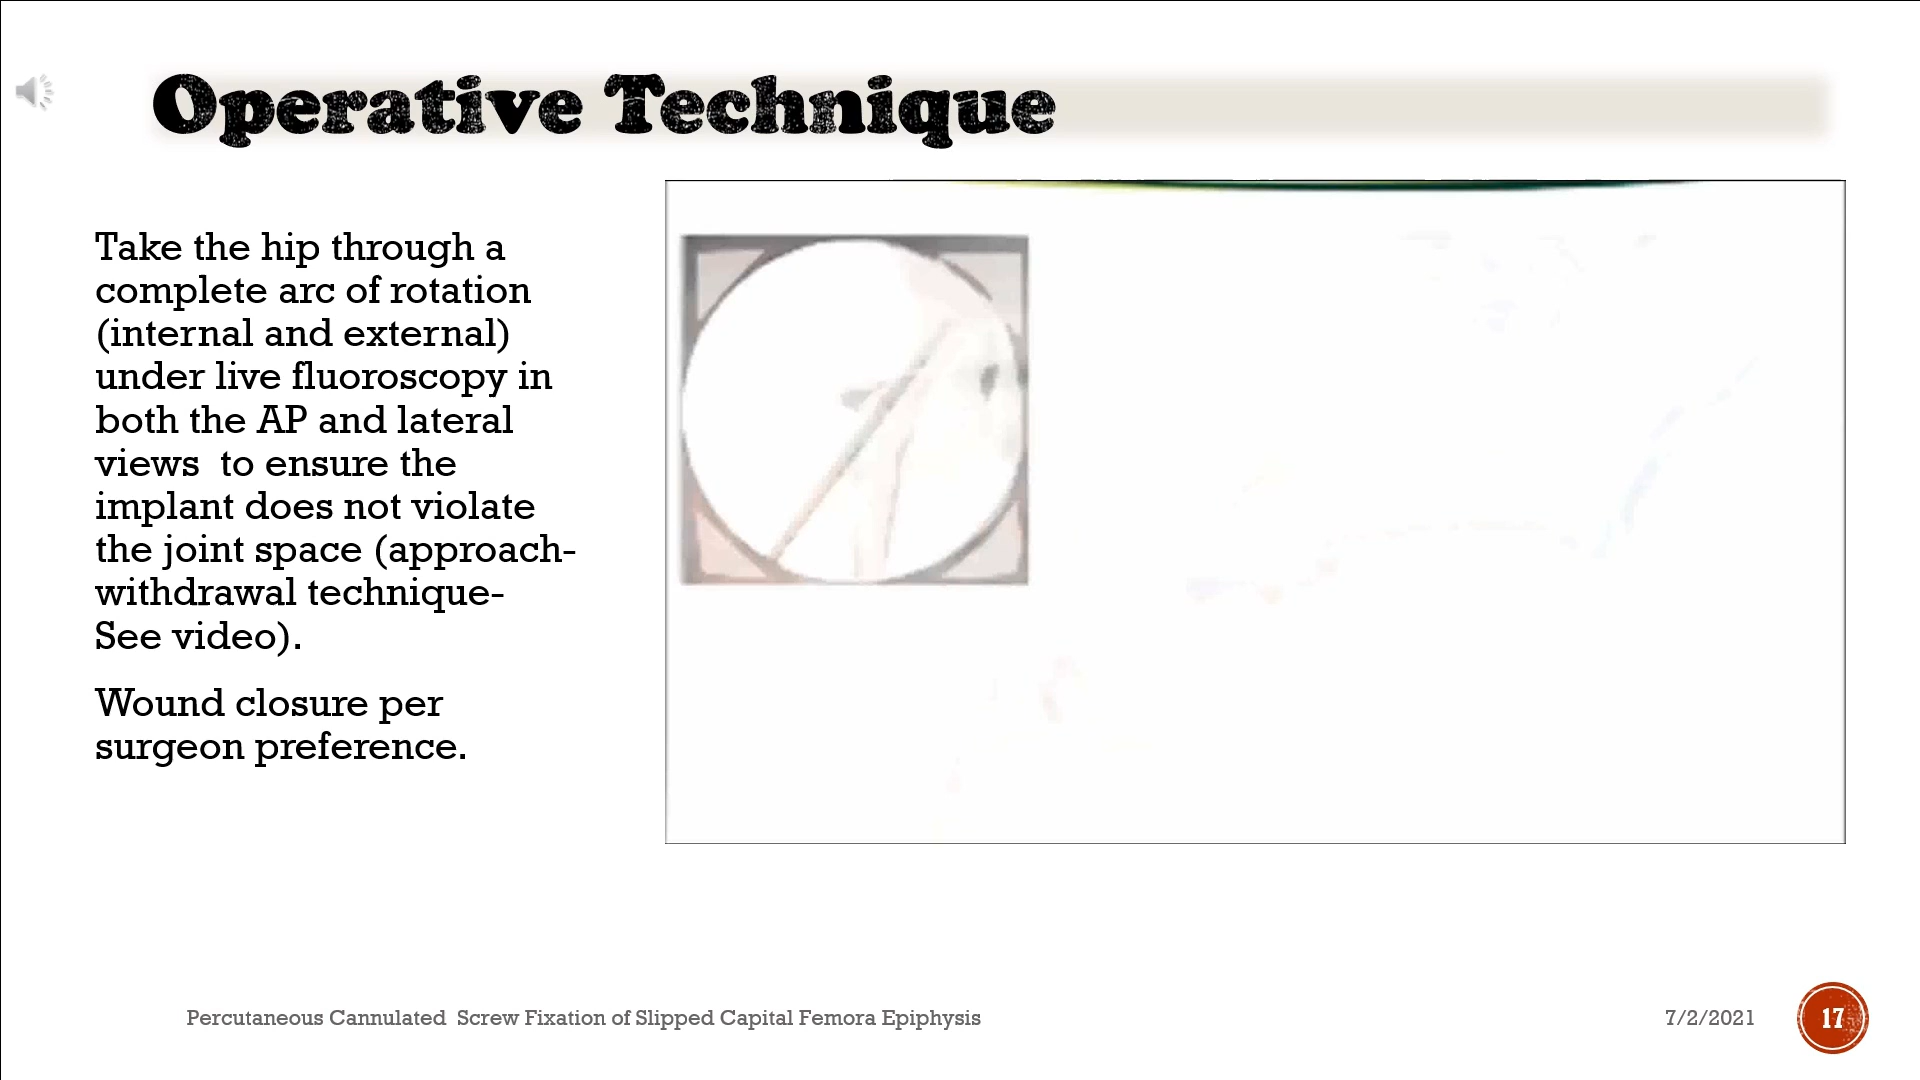 Operative Technique
Take the hip through a
complete arc of rotation
(internal and external)
under live fluoroscopy in
both the AP and lateral
views  to ensure the
implant does not violate
the joint space (approach-
withdrawal technique-
See video).
Wound closure per
surgeon preference.
Percutaneous Cannulated  Screw Fixation of Slipped Capital Femora Epiphysis
7/2/2021
17